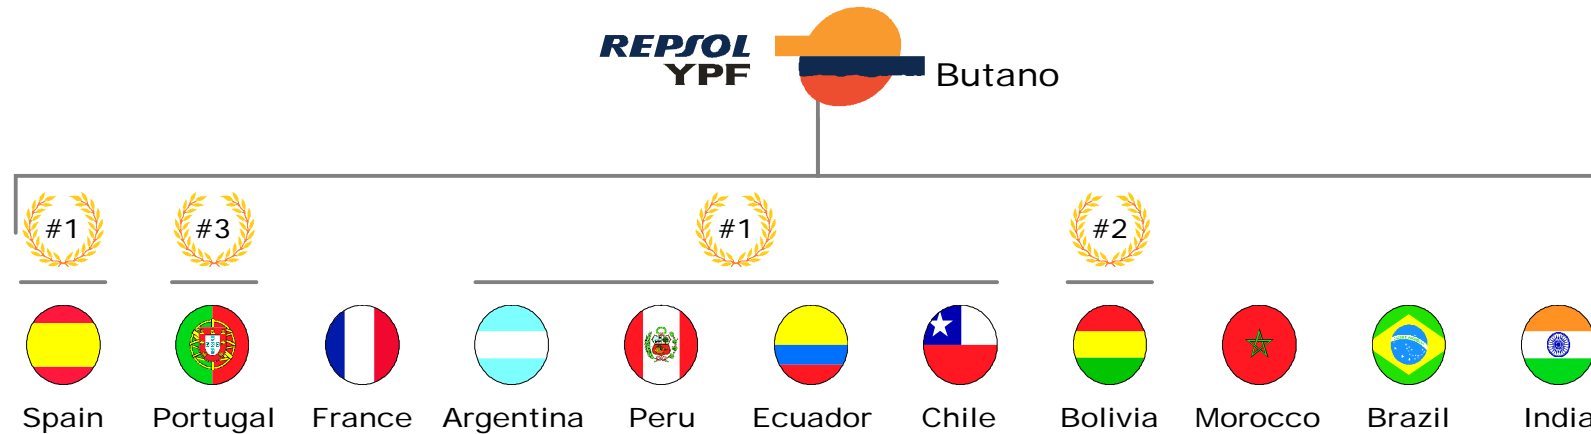 REPSOL
YPF
Butano
#1 #3 #1 #2
Spain Portugal France Argentina Peru Ecuador Chile Bolivia Morocco Brazil India